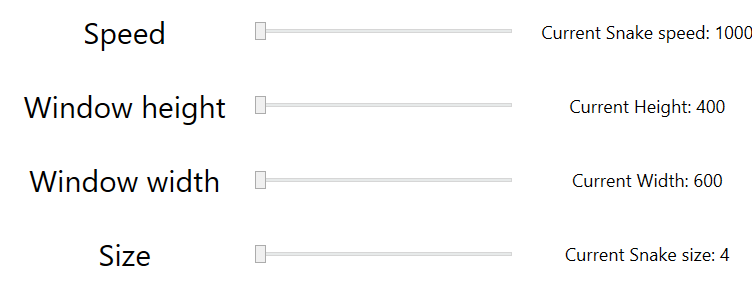 Speed
Current Snake speed: 1000
Window height
Current Height: 400
Window width
Current Width: 600
Size
Current Snake size: 4